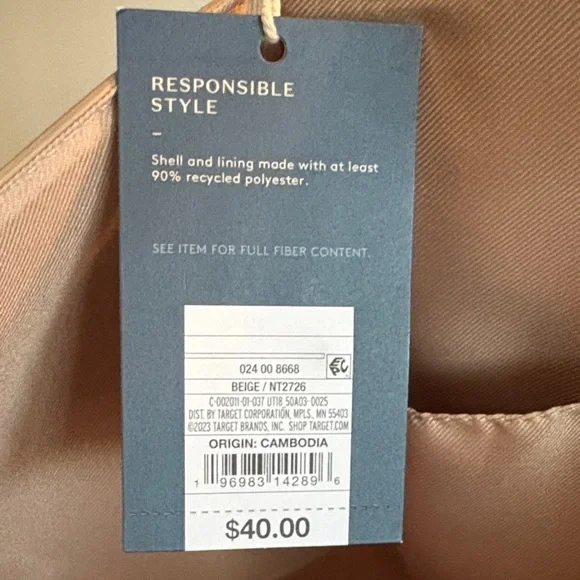 RESPONSIBLE
STYLE
–
Shell and lining made with at least
90% recycled polyester.
SEE ITEM FOR FULL FIBER CONTENT.
024 00 8668
BEIGE / NT2726
C-002011-01-037 UT18 50A03-0025
DIST. BY TARGET CORPORATION, MPLS., MN 55403
©2023 TARGET BRANDS, INC. SHOP TARGET.COM
ORIGIN: CAMBODIA
1 96983 14289 6
$40.00